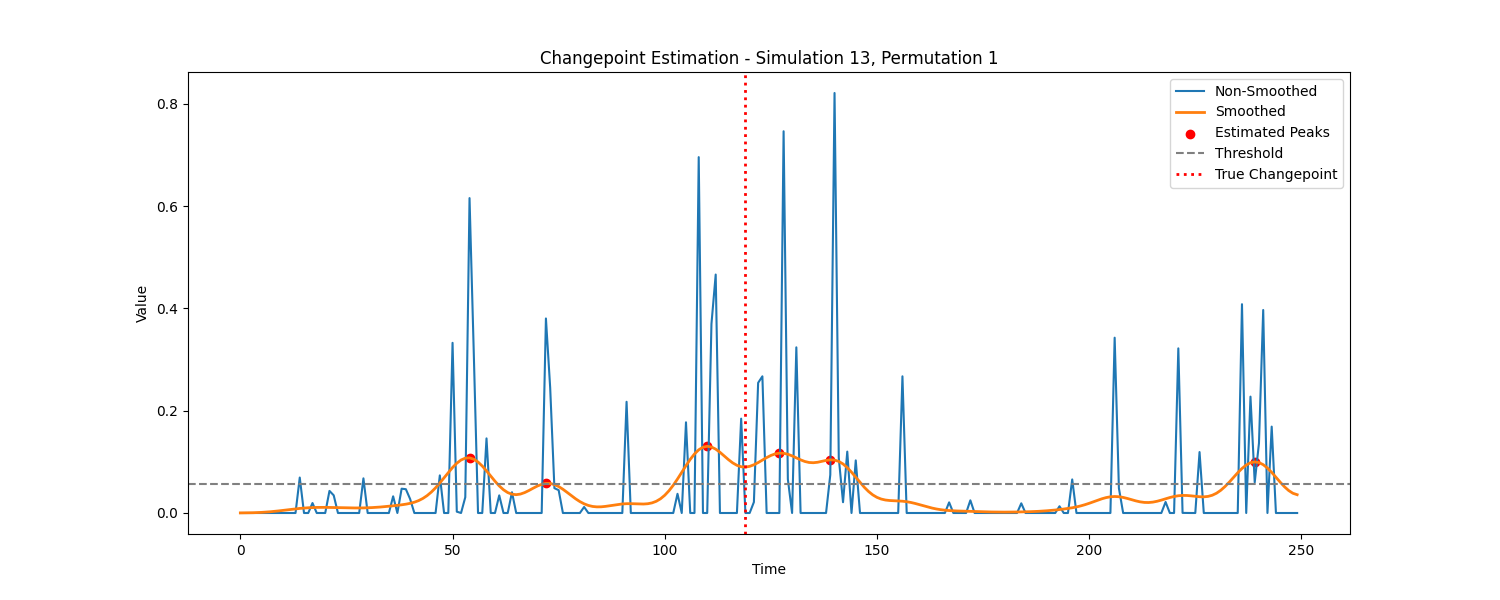 Changepoint Estimation - Simulation 13, Permutation 1
Non-Smoothed
Smoothed
Estimated Peaks
Threshold
True Changepoint
Value
0.8
0.6
0.4
0.2
0.0
0
50
100
150
200
250
Time